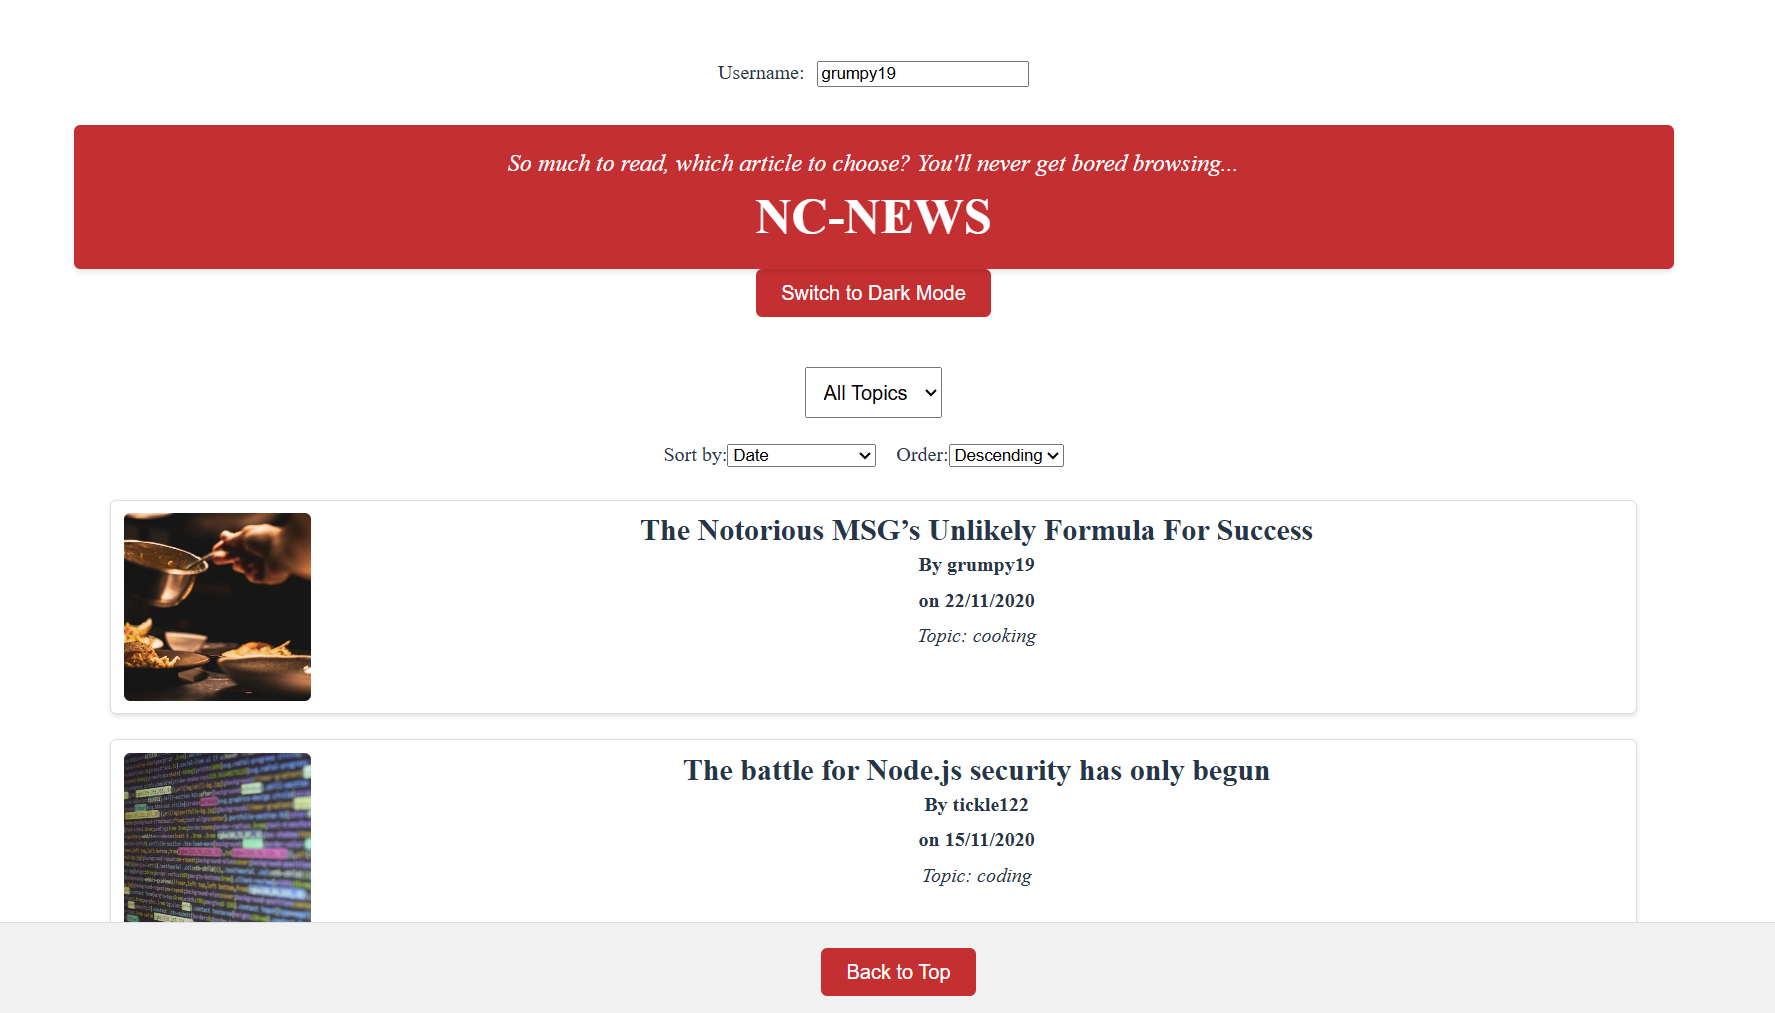 Username: grumpy19
So much to read, which article to choose? You'll never get bored browsing...
NC-NEWS
Switch to Dark Mode
All Topics
Sort by: Date Order: Descending
The Notorious MSG’s Unlikely Formula For Success
By grumpy19
on 22/11/2020
Topic: cooking
The battle for Node.js security has only begun
By tickle122
on 15/11/2020
Topic: coding
Back to Top